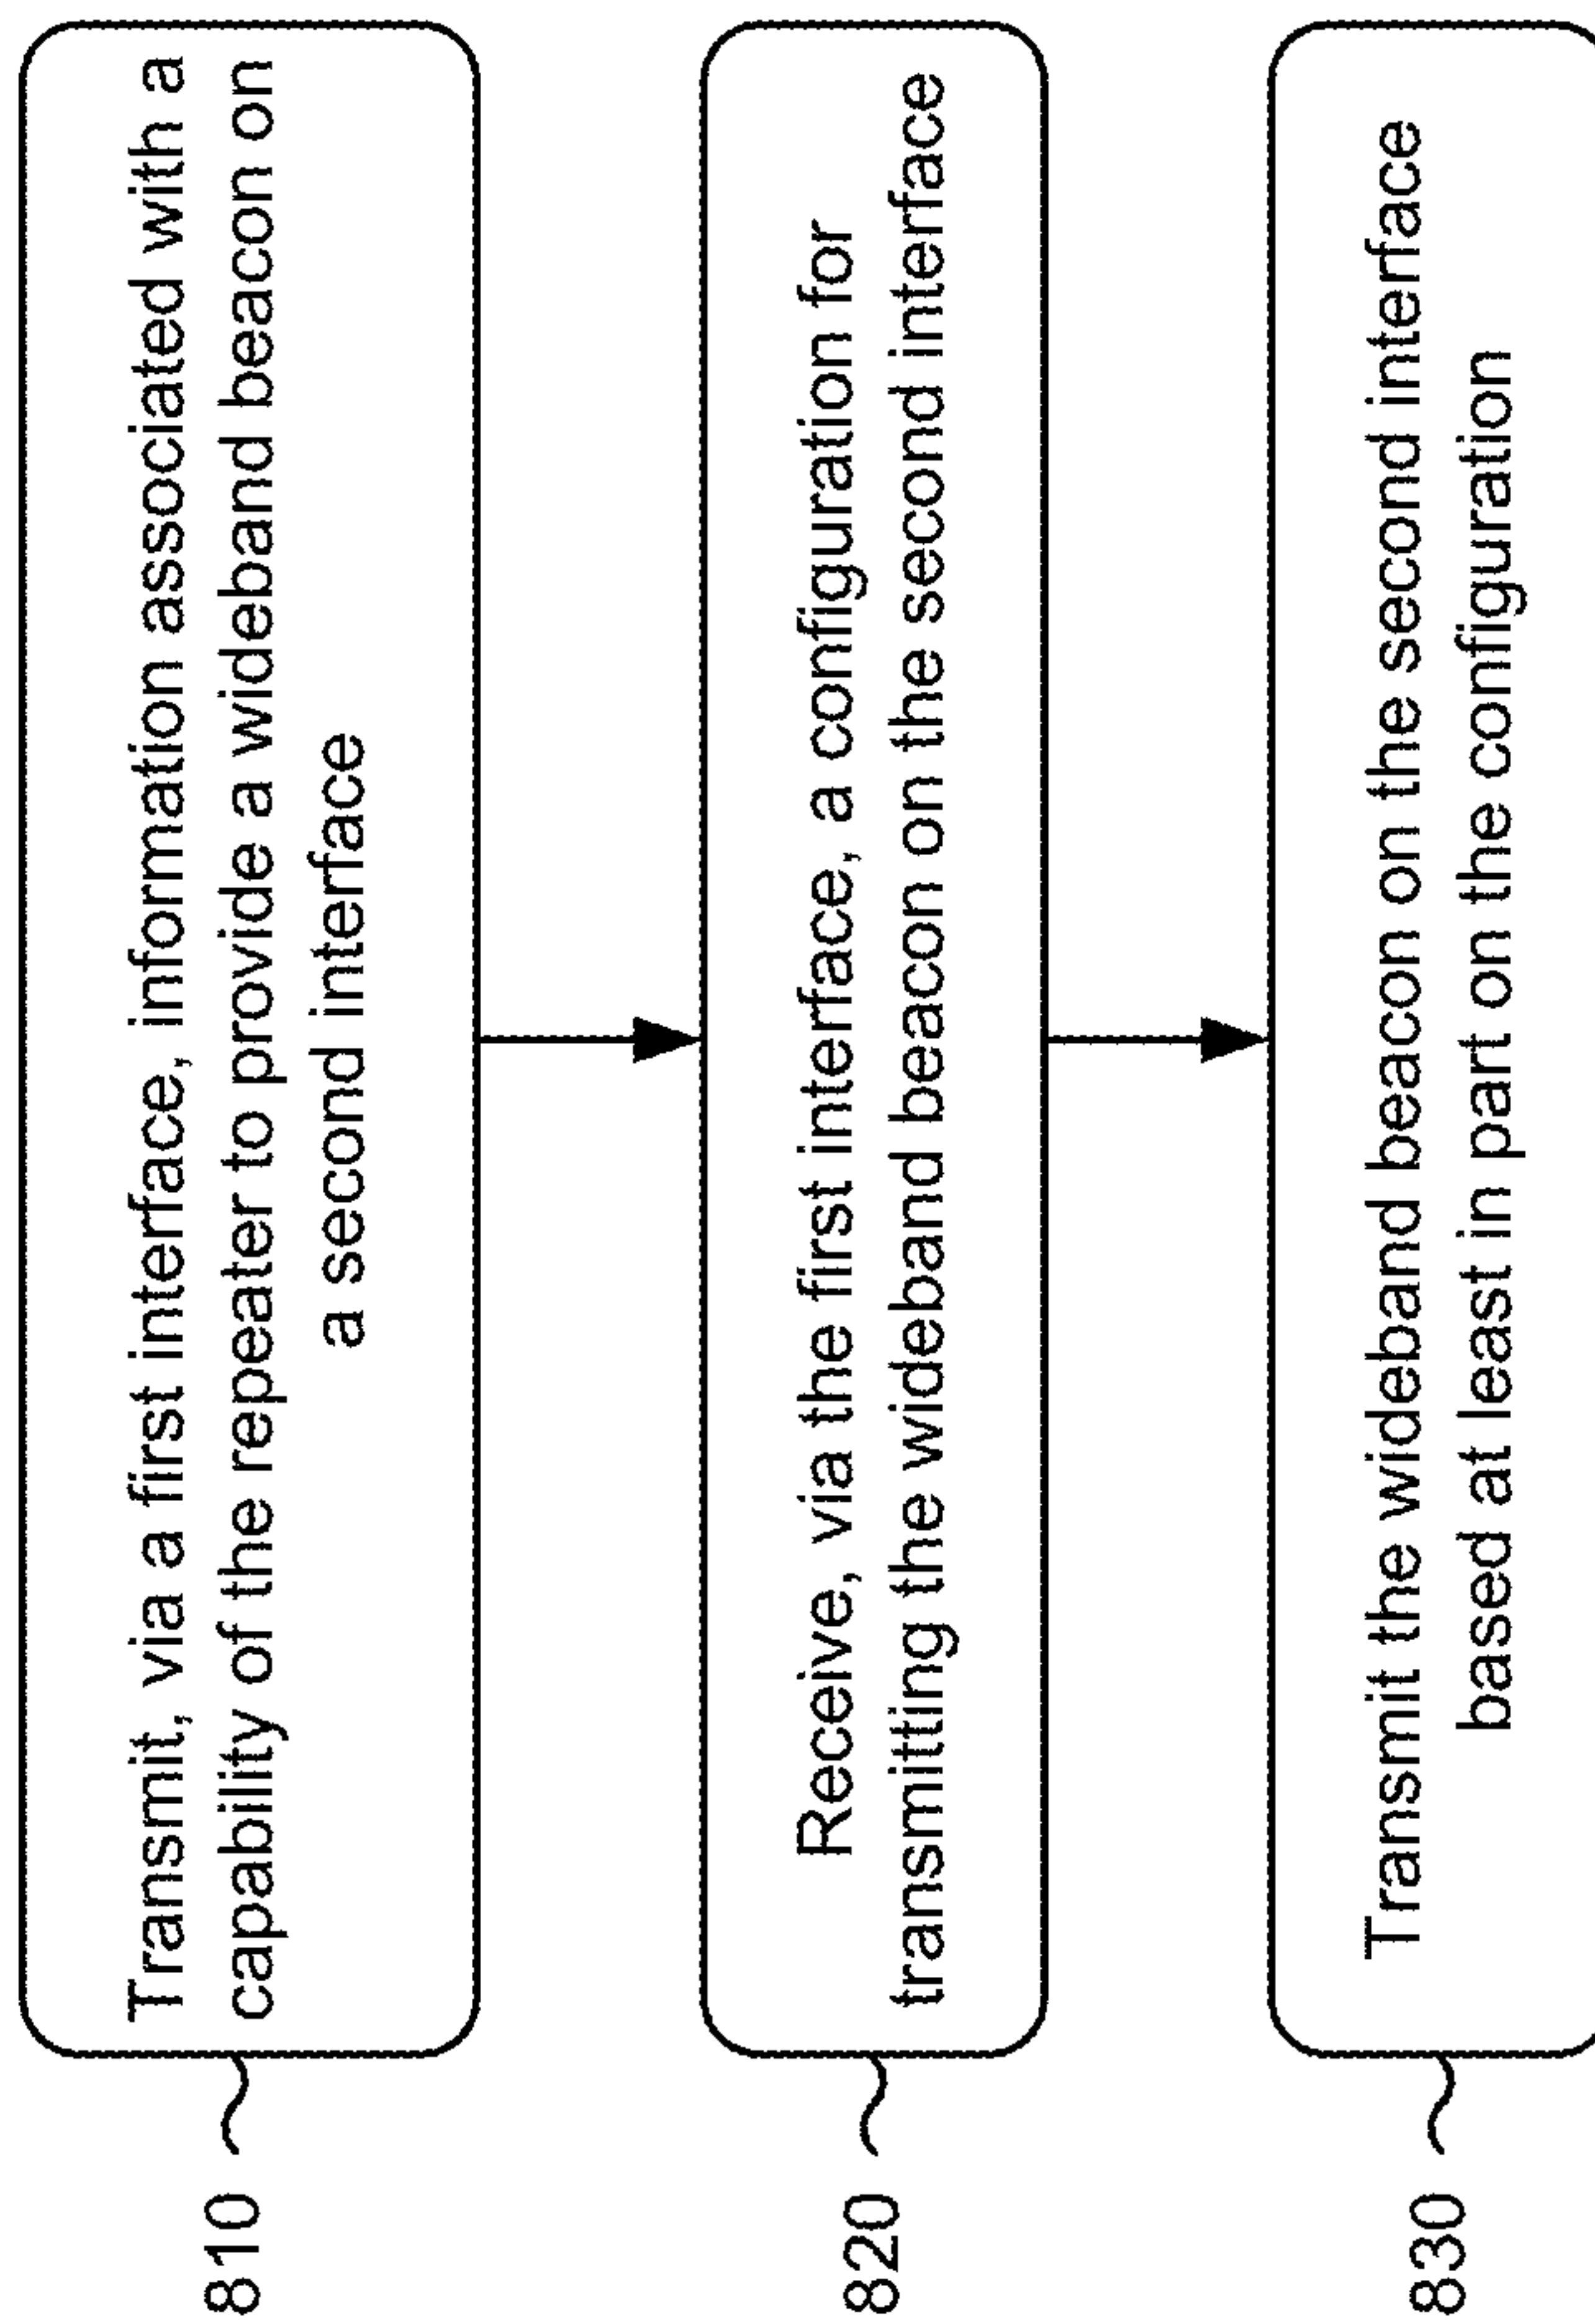 810
Transmit, via a first interface, information associated with a
capability of the repeater to provide a wideband beacon on
a second interface
820
Receive, via the first interface, a configuration for
transmitting the wideband beacon on the second interface
830
Transmit the wideband beacon on the second interface
based at least in part on the configuration